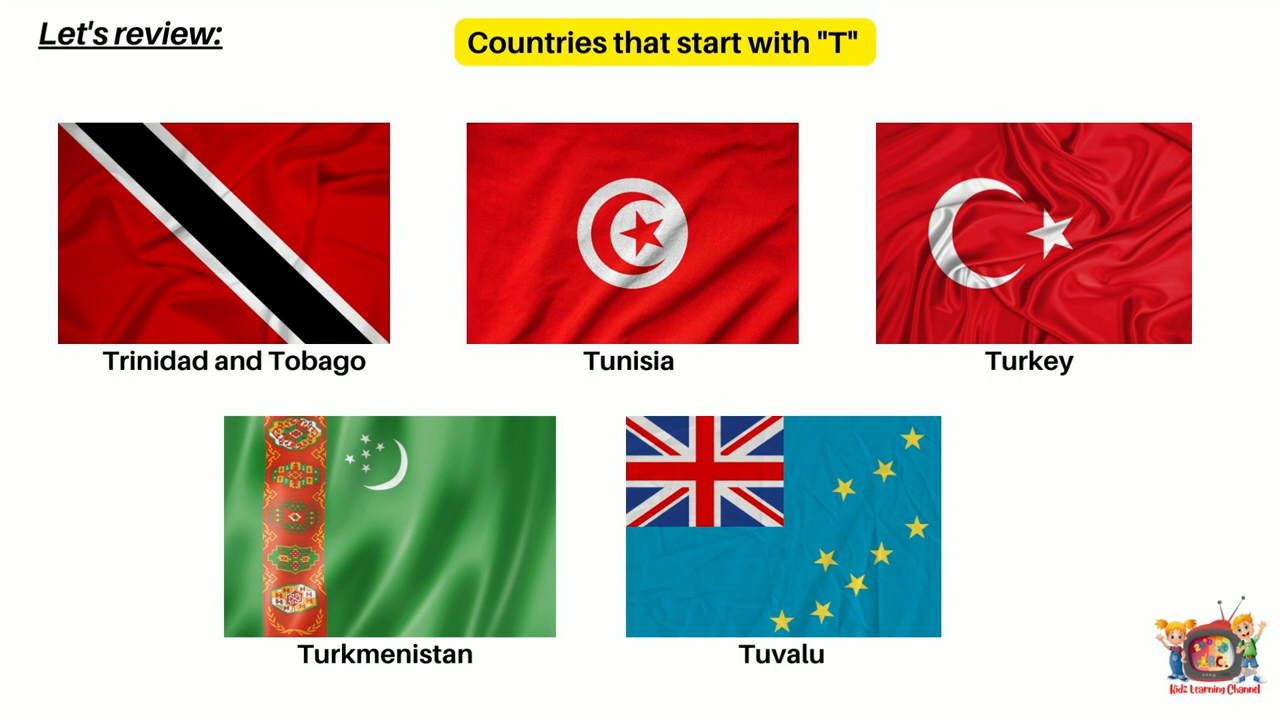 Let's review:
Countries that start with "T"
Trinidad and Tobago
Tunisia
Turkey
Turkmenistan
Tuvalu
Kidz Learning Channel